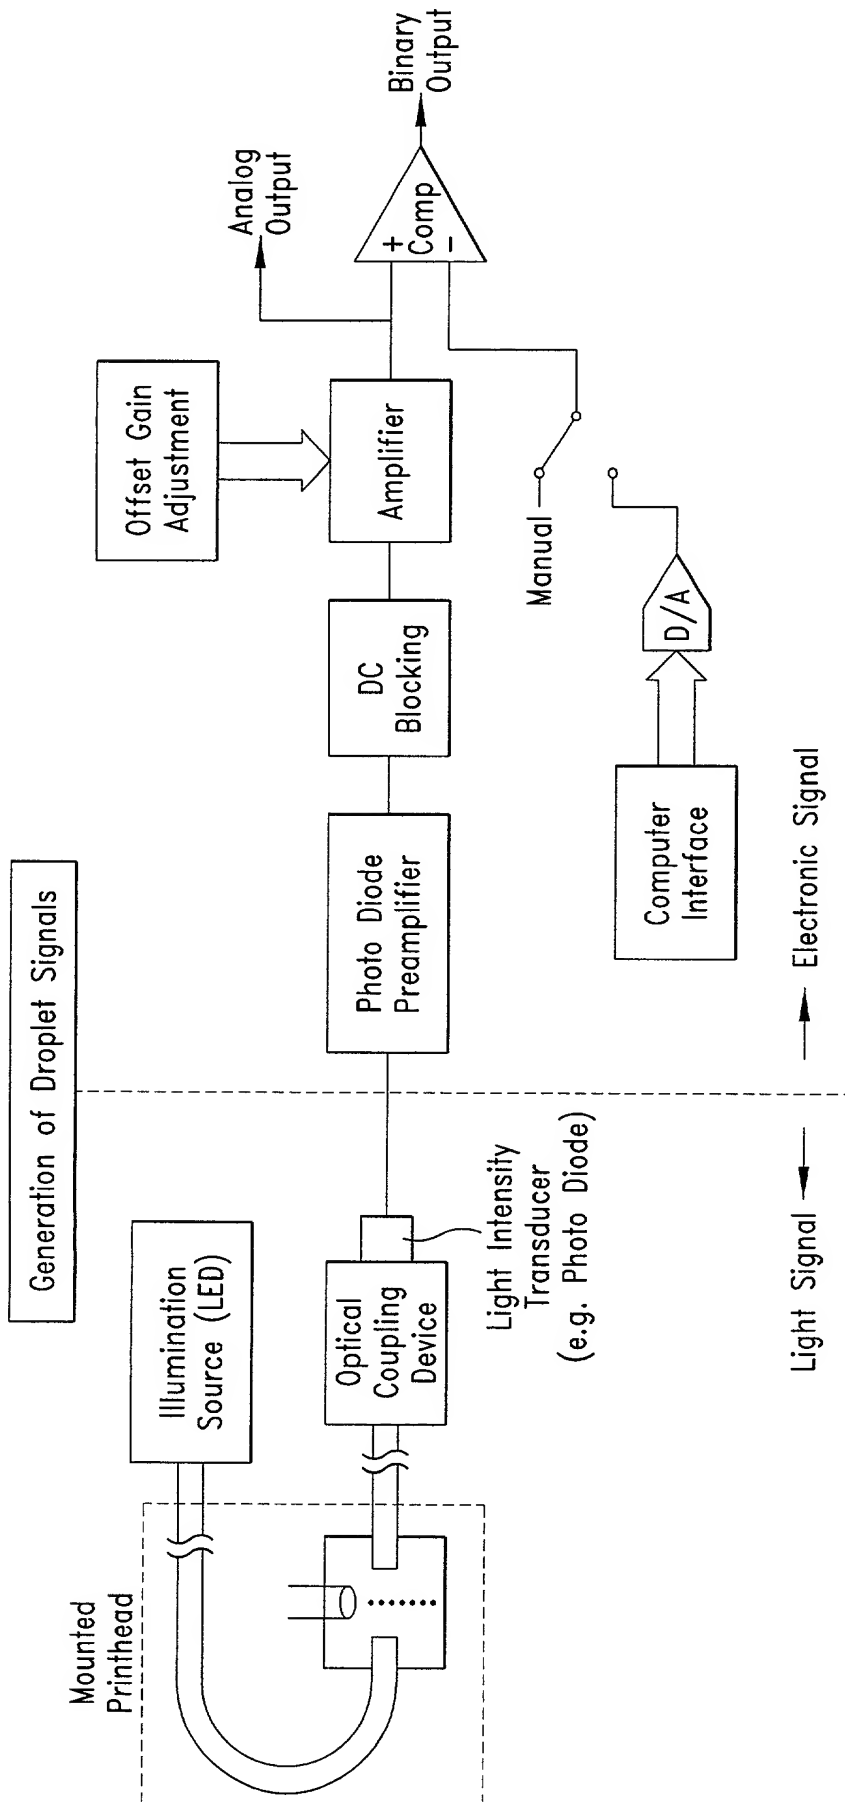 Generation of Droplet Signals
Mounted
Printhead
Illumination
Source (LED)
Optical
Coupling
Device
Light Intensity
Transducer
(e.g. Photo Diode)
Light Signal
Electronic Signal
Photo Diode
Preamplifier
DC
Blocking
Amplifier
Offset Gain
Adjustment
Analog
Output
+
Comp
−
Binary
Output
Manual
D/A
Computer
Interface